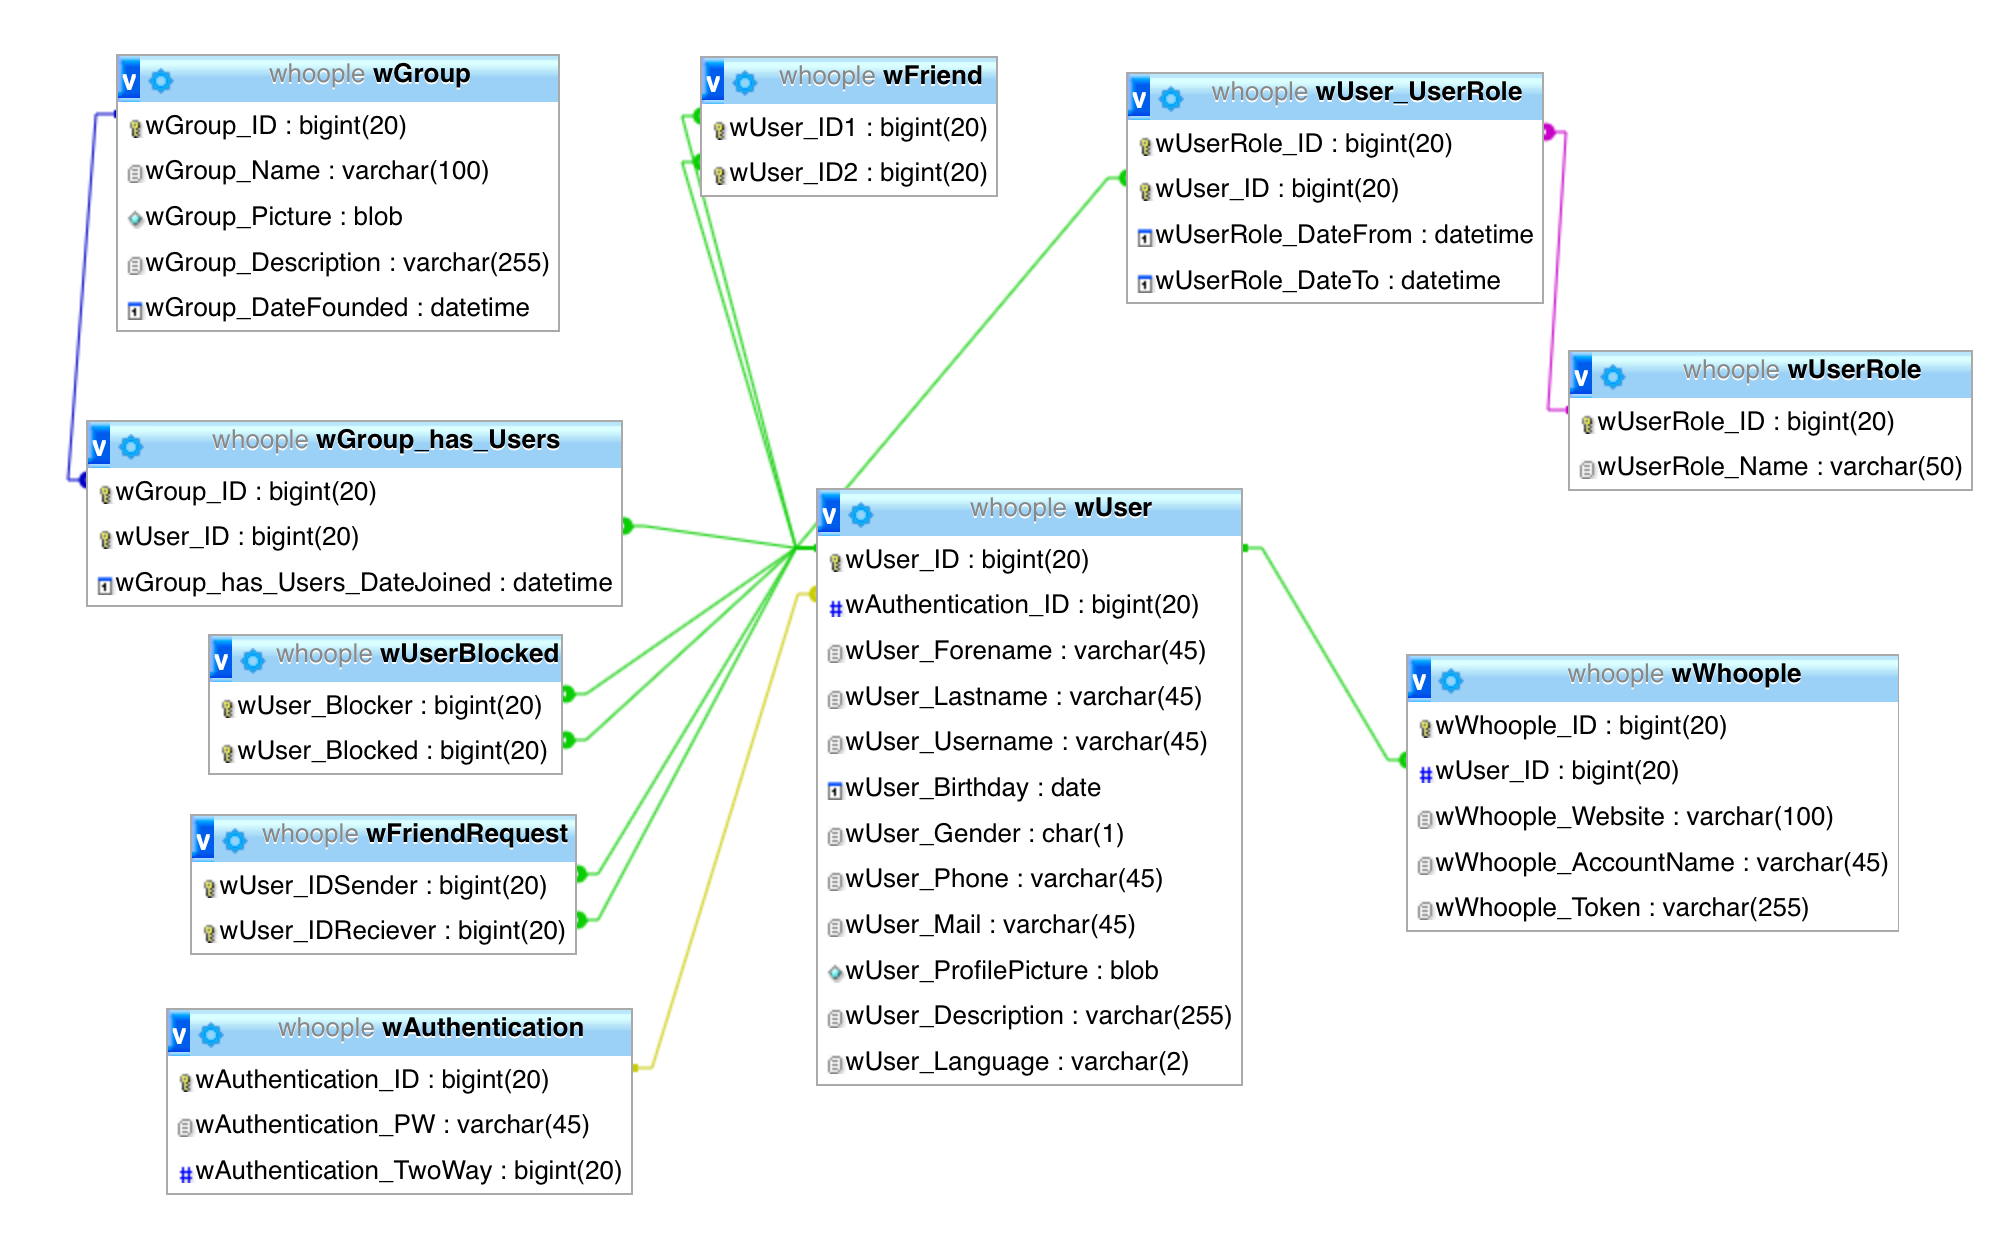 whoople wGroup
wGroup_ID : bigint(20)
wGroup_Name : varchar(100)
wGroup_Picture : blob
wGroup_Description : varchar(255)
wGroup_DateFounded : datetime
whoople wFriend
wUser_ID1 : bigint(20)
wUser_ID2 : bigint(20)
whoople wUser_UserRole
wUserRole_ID : bigint(20)
wUser_ID : bigint(20)
wUserRole_DateFrom : datetime
wUserRole_DateTo : datetime
whoople wUserRole
wUserRole_ID : bigint(20)
wUserRole_Name : varchar(50)
whoople wGroup_has_Users
wGroup_ID : bigint(20)
wUser_ID : bigint(20)
wGroup_has_Users_DateJoined : datetime
whoople wUser
wUser_ID : bigint(20)
wAuthentication_ID : bigint(20)
wUser_Forename : varchar(45)
wUser_Lastname : varchar(45)
wUser_Username : varchar(45)
wUser_Birthday : date
wUser_Gender : char(1)
wUser_Phone : varchar(45)
wUser_Mail : varchar(45)
wUser_ProfilePicture : blob
wUser_Description : varchar(255)
wUser_Language : varchar(2)
whoople wUserBlocked
wUser_Blocker : bigint(20)
wUser_Blocked : bigint(20)
whoople wWhoople
wWhoople_ID : bigint(20)
wUser_ID : bigint(20)
wWhoople_Website : varchar(100)
wWhoople_AccountName : varchar(45)
wWhoople_Token : varchar(255)
whoople wFriendRequest
wUser_IDSender : bigint(20)
wUser_IDReciever : bigint(20)
whoople wAuthentication
wAuthentication_ID : bigint(20)
wAuthentication_PW : varchar(45)
wAuthentication_TwoWay : bigint(20)